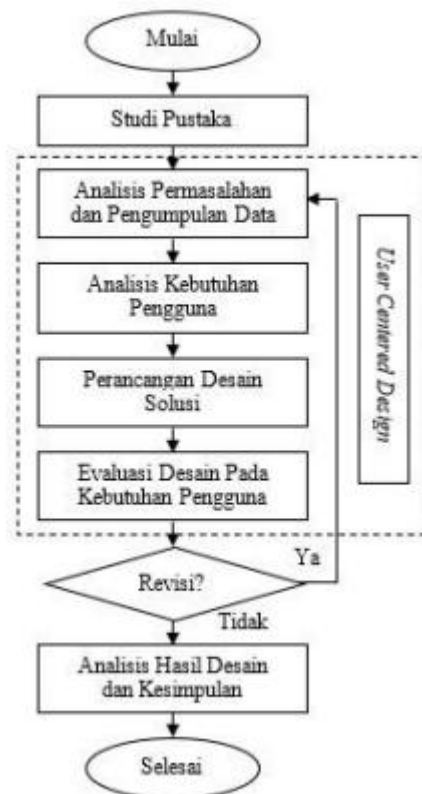 Mulai
Studi Pustaka
Analisis Permasalahan
dan Pengumpulan Data
Analisis Kebutuhan
Pengguna
Perancangan Desain
Solusi
Evaluasi Desain Pada
Kebutuhan Pengguna
User Centered Design
Revisi?
Ya
Tidak
Analisis Hasil Desain
dan Kesimpulan
Selesai